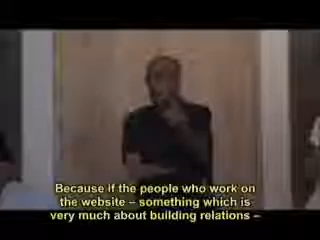 Because if the people who work on
the website – something which is
very much about building relations –